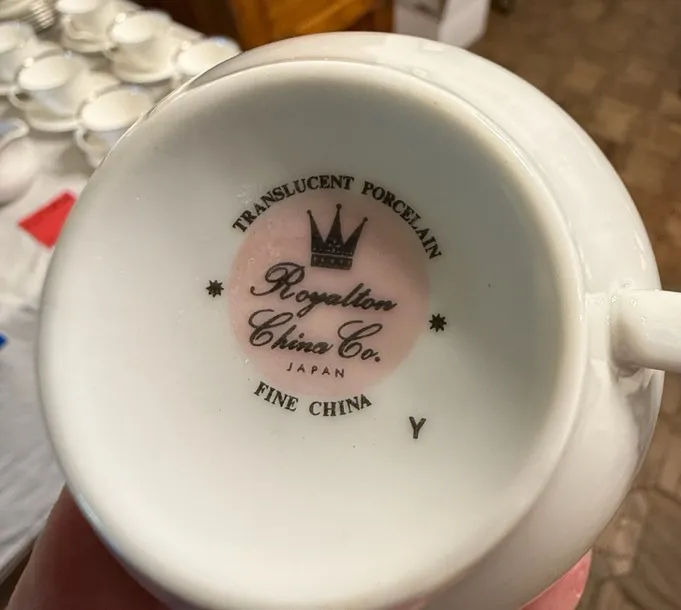 TRANSLUCENT PORCELAIN
Royalton
China Co.
JAPAN
FINE CHINA
Y